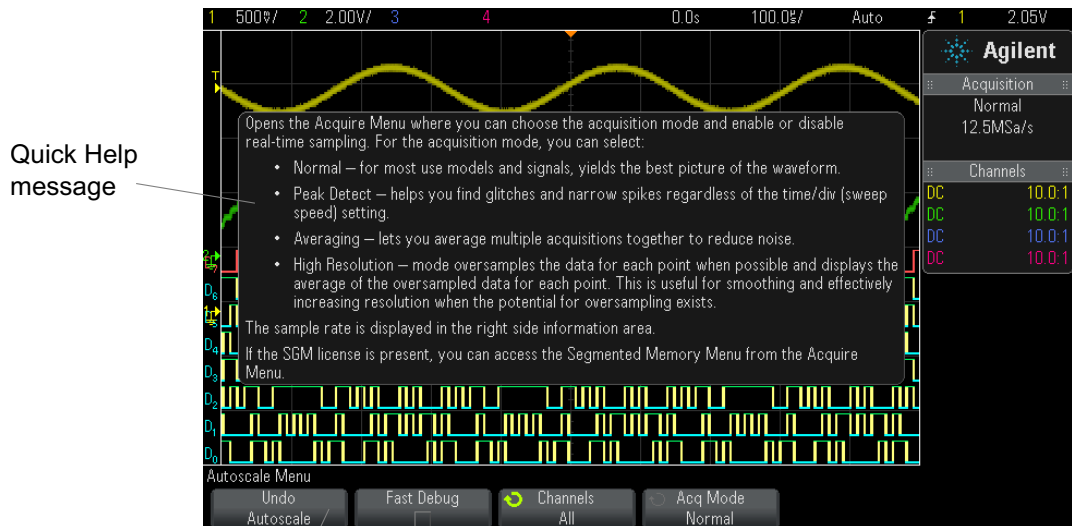 1 500㎷/ 2 2.00V/ 3 4 0.0s 100.0㎲/ Auto 1 2.05V
Agilent
Acquisition
Normal
12.5MSa/s
Channels
DC 10.0:1
DC 10.0:1
DC 10.0:1
DC 10.0:1
Quick Help
message
T
Opens the Acquire Menu where you can choose the acquisition mode and enable or disable
real-time sampling. For the acquisition mode, you can select:
• Normal – for most use models and signals, yields the best picture of the waveform.
• Peak Detect – helps you find glitches and narrow spikes regardless of the time/div (sweep
speed) setting.
• Averaging – lets you average multiple acquisitions together to reduce noise.
• High Resolution – mode oversamples the data for each point when possible and displays the
average of the oversampled data for each point. This is useful for smoothing and effectively
increasing resolution when the potential for oversampling exists.
The sample rate is displayed in the right side information area.
If the SGM license is present, you can access the Segmented Memory Menu from the Acquire
Menu.
D6
D4
D3
D2
D1
D0
Autoscale Menu
Undo
Autoscale
Fast Debug
Channels
All
Acq Mode
Normal